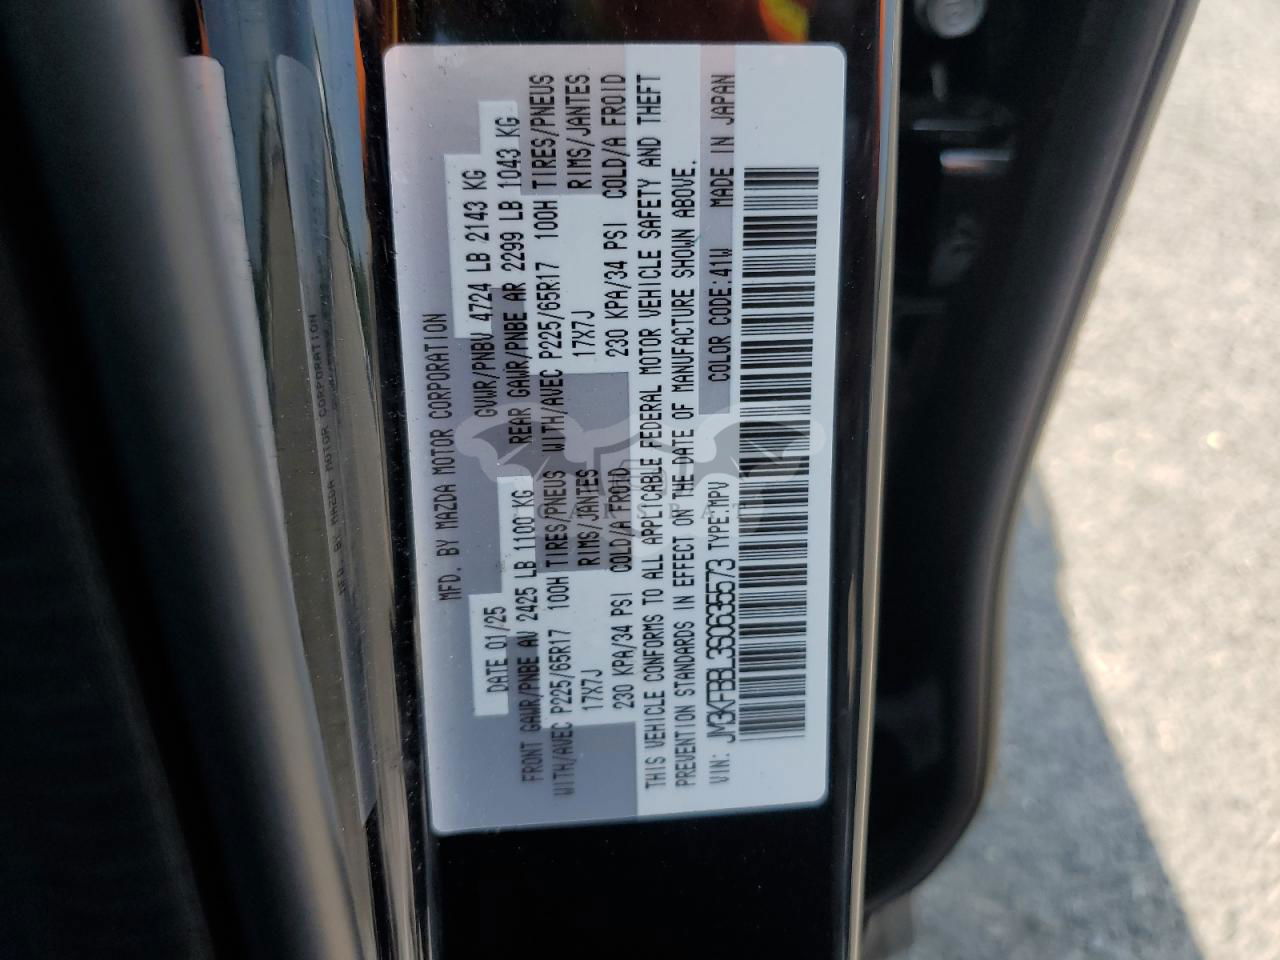 MFD. BY MAZDA MOTOR CORPORATION
DATE 01/25 GVWR/PNBV 4724 LB 2143 KG
FRONT GAWR/PNBE AV 2425 LB 1100 KG REAR GAWR/PNBE AR 2299 LB 1043 KG
WITH/AVEC P225/65R17 100H TIRES/PNEUS WITH/AVEC P225/65R17 100H TIRES/PNEUS
17X7J RIMS/JANTES 17X7J RIMS/JANTES
230 KPA/34 PSI COLD/A FROID 230 KPA/34 PSI COLD/A FROID
THIS VEHICLE CONFORMS TO ALL APPLICABLE FEDERAL MOTOR VEHICLE SAFETY AND THEFT
PREVENTION STANDARDS IN EFFECT ON THE DATE OF MANUFACTURE SHOWN ABOVE.
VIN: JM3KFBBL3S0635573 TYPE:MPV COLOR CODE:41W MADE IN JAPAN
MFD. BY MAZDA MOTOR CORPORATION